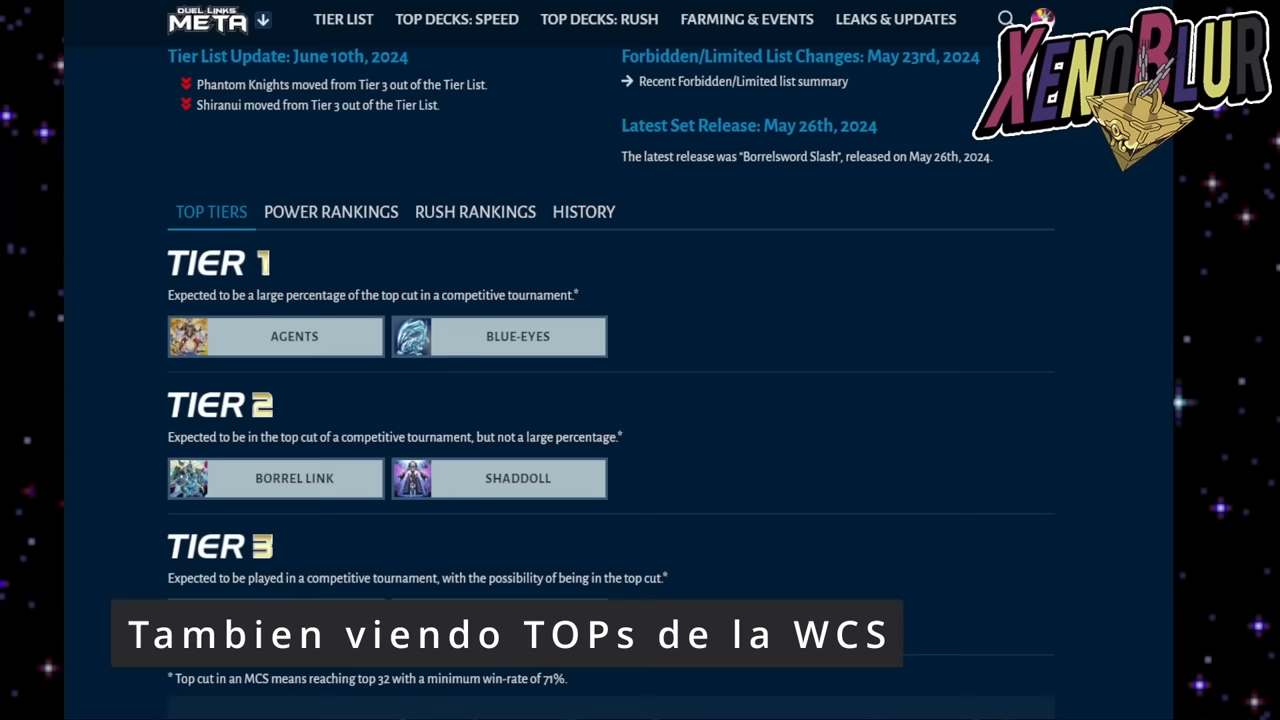 DUEL LINKS
META
TIER LIST
TOP DECKS: SPEED
TOP DECKS: RUSH
FARMING & EVENTS
LEAKS & UPDATES
XENOBLUR
Tier List Update: June 10th, 2024
Phantom Knights moved from Tier 3 out of the Tier List.
Shiranui moved from Tier 3 out of the Tier List.
Forbidden/Limited List Changes: May 23rd, 2024
Recent Forbidden/Limited list summary
Latest Set Release: May 26th, 2024
The latest release was "Borrelsword Slash", released on May 26th, 2024.
TOP TIERS
POWER RANKINGS
RUSH RANKINGS
HISTORY
TIER 1
Expected to be a large percentage of the top cut in a competitive tournament.*
AGENTS
BLUE-EYES
TIER 2
Expected to be in the top cut of a competitive tournament, but not a large percentage.*
BORREL LINK
SHADDOLL
TIER 3
Expected to be played in a competitive tournament, with the possibility of being in the top cut.*
Tambien viendo TOPs de la WCS
* Top cut in an MCS means reaching top 32 with a minimum win-rate of 71%.